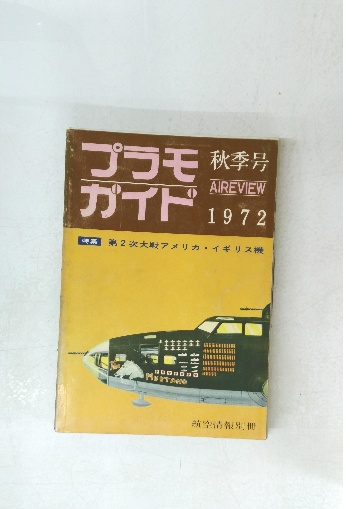 プラモ
ガイド
秋季号
AIREVIEW
1972
特集 第2次大戦アメリカ・イギリス機
航空情報別冊